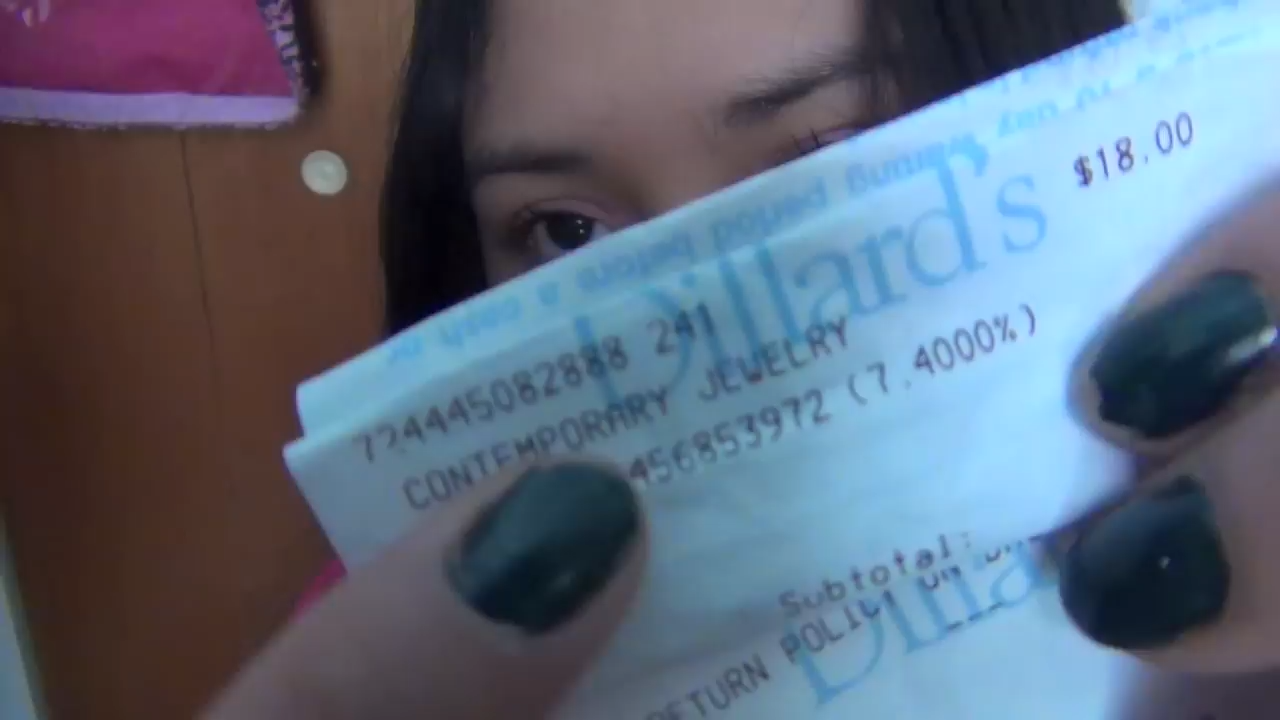 Dillard's
$18.00
724445082888 241
CONTEMPORARY JEWELRY
456853972 (7.4000%)
Subtotal:
RETURN POLICY